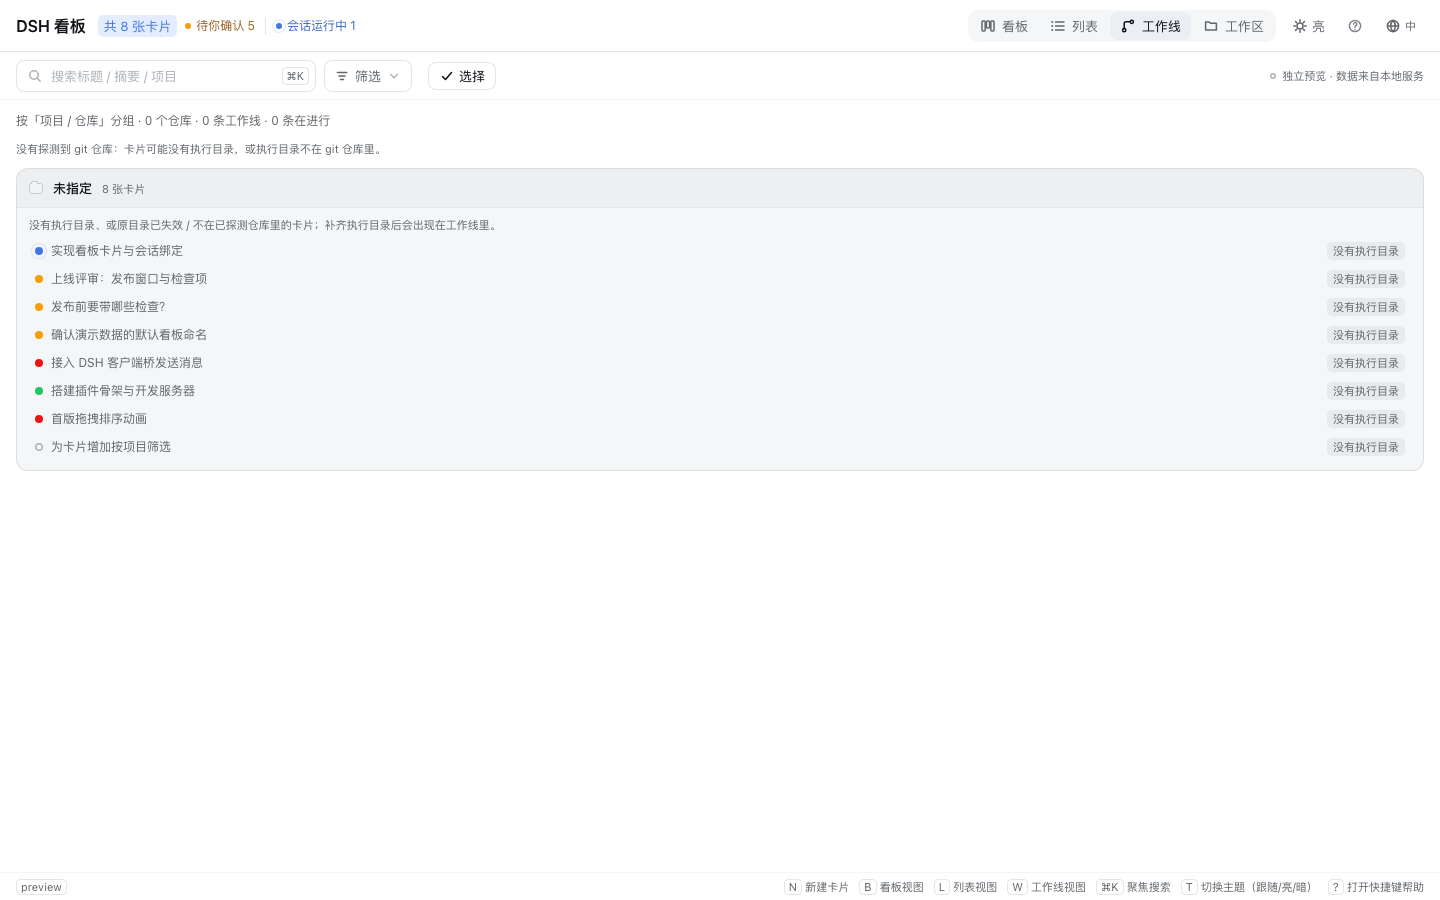 DSH 看板 共 8 张卡片 待你确认 5 会话运行中 1 看板 列表 工作线 工作区 亮 中
搜索标题 / 摘要 / 项目 ⌘K 筛选 选择 独立预览 · 数据来自本地服务
按「项目 / 仓库」分组 · 0 个仓库 · 0 条工作线 · 0 条在进行
没有探测到 git 仓库：卡片可能没有执行目录，或执行目录不在 git 仓库里。
未指定 8 张卡片
没有执行目录、或原目录已失效 / 不在已探测仓库里的卡片；补齐执行目录后会出现在工作线里。
实现看板卡片与会话绑定 没有执行目录
上线评审：发布窗口与检查项 没有执行目录
发布前要带哪些检查? 没有执行目录
确认演示数据的默认看板命名 没有执行目录
接入 DSH 客户端桥发送消息 没有执行目录
搭建插件骨架与开发服务器 没有执行目录
首版拖拽排序动画 没有执行目录
为卡片增加按项目筛选 没有执行目录
preview N 新建卡片 B 看板视图 L 列表视图 W 工作线视图 ⌘K 聚焦搜索 T 切换主题（跟随/亮/暗） ? 打开快捷键帮助